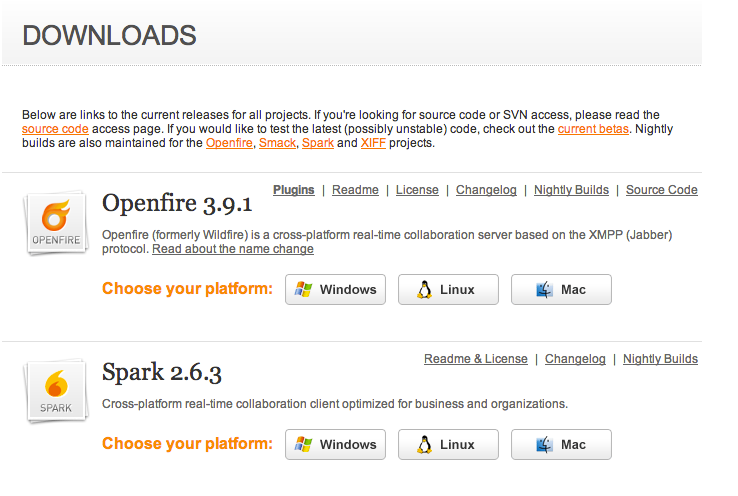 DOWNLOADS
Below are links to the current releases for all projects. If you're looking for source code or SVN access, please read the
source code access page. If you would like to test the latest (possibly unstable) code, check out the current betas. Nightly
builds are also maintained for the Openfire, Smack, Spark and XIFF projects.
Plugins | Readme | License | Changelog | Nightly Builds | Source Code
OPENFIRE
Openfire 3.9.1
Openfire (formerly Wildfire) is a cross-platform real-time collaboration server based on the XMPP (Jabber)
protocol. Read about the name change
Choose your platform: Windows Linux Mac
Readme & License | Changelog | Nightly Builds
SPARK
Spark 2.6.3
Cross-platform real-time collaboration client optimized for business and organizations.
Choose your platform: Windows Linux Mac